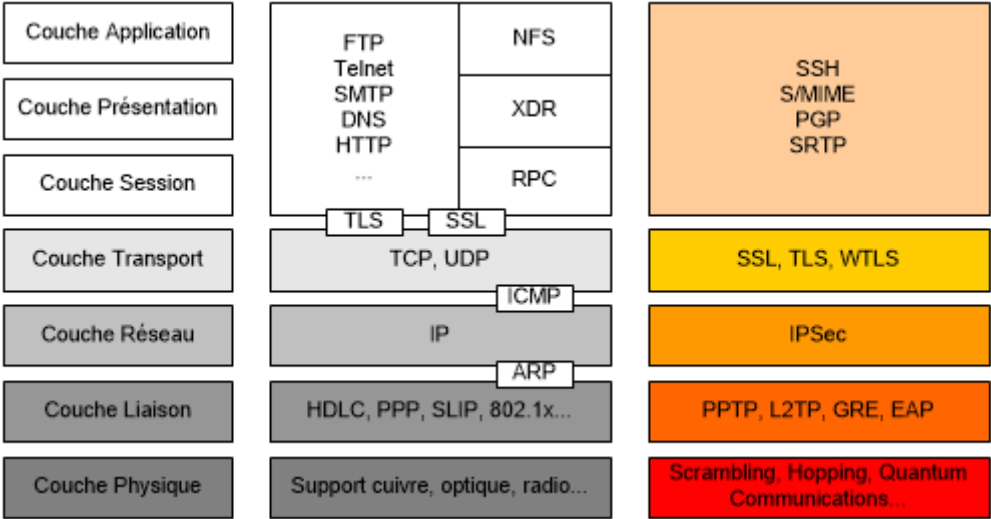 Couche Application
Couche Présentation
Couche Session
Couche Transport
Couche Réseau
Couche Liaison
Couche Physique
FTP
Telnet
SMTP
DNS
HTTP
...
NFS
XDR
RPC
TLS
SSL
TCP, UDP
ICMP
IP
ARP
HDLC, PPP, SLIP, 802.1x...
Support cuivre, optique, radio...
SSH
S/MIME
PGP
SRTP
SSL, TLS, WTLS
IPSec
PPTP, L2TP, GRE, EAP
Scrambling, Hopping, Quantum
Communications...